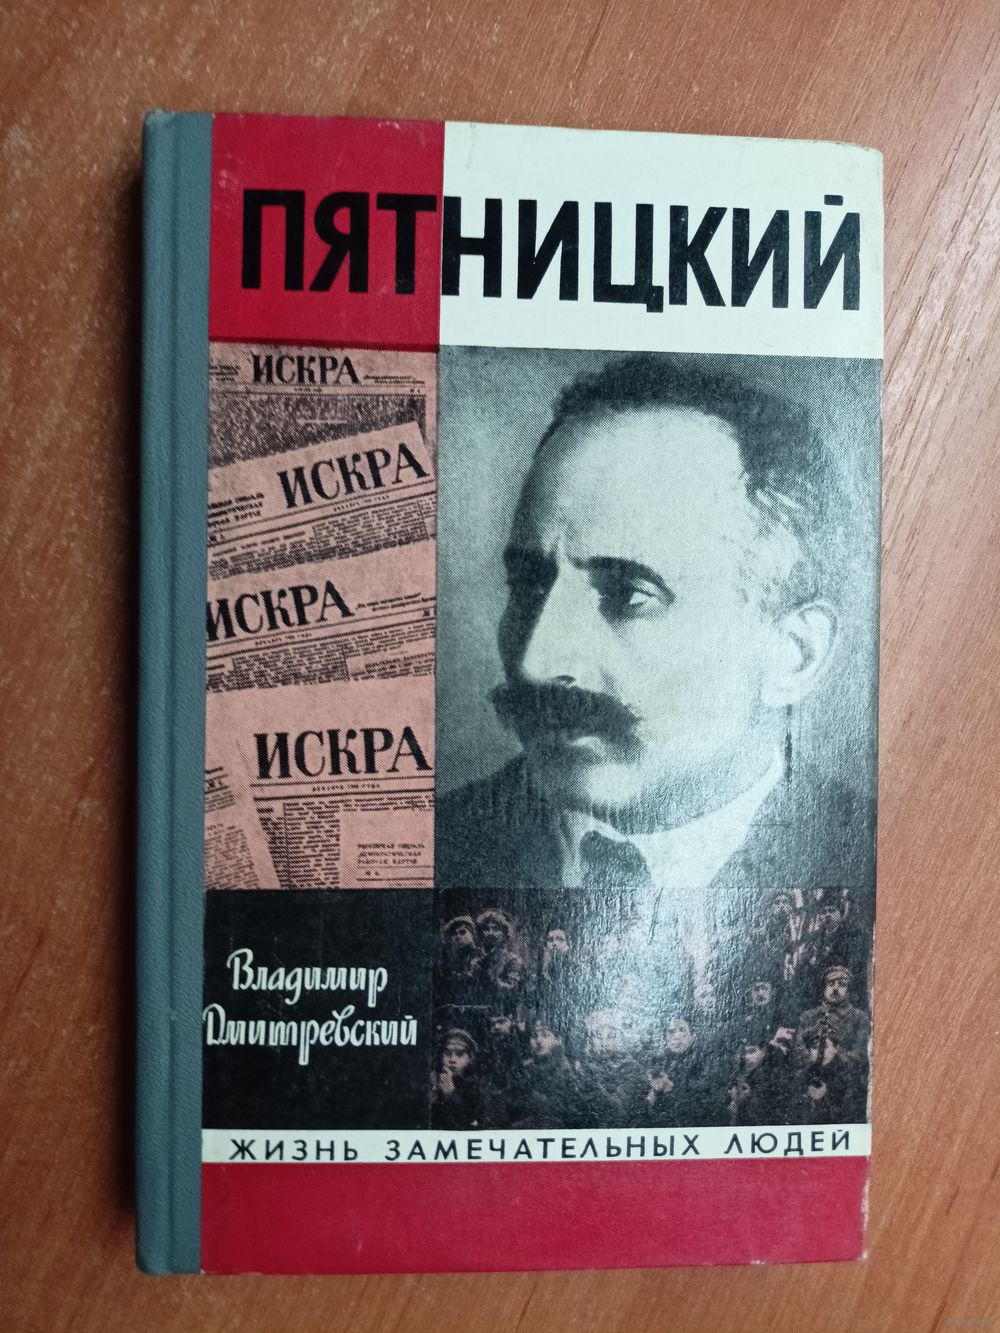 ПЯТНИЦКИЙ
ИСКРА
ИСКРА
ИСКРА
ИСКРА
Владимир
Дмитревский
ЖИЗНЬ ЗАМЕЧАТЕЛЬНЫХ ЛЮДЕЙ